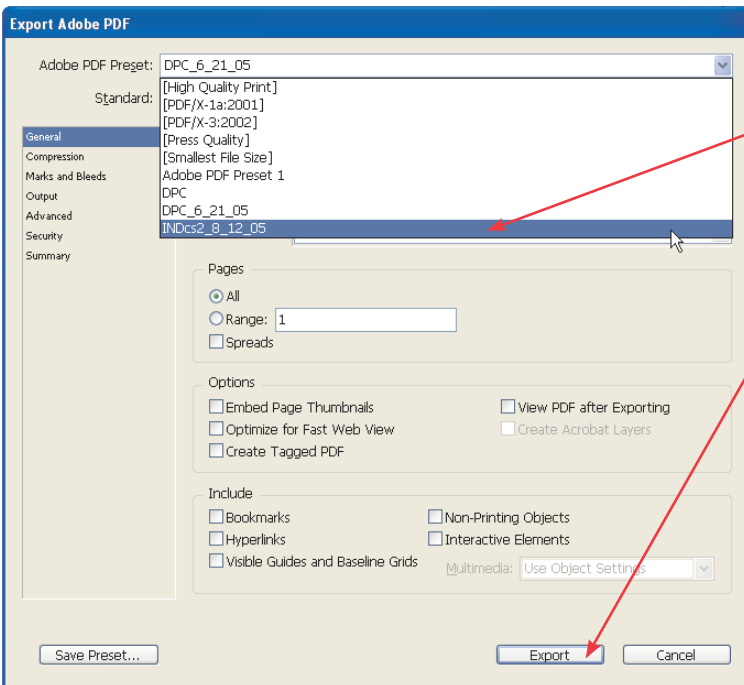 Export Adobe PDF
Adobe PDF Preset: DPC_6_21_05
Standard:
[High Quality Print]
[PDF/X-1a:2001]
[PDF/X-3:2002]
[Press Quality]
[Smallest File Size]
Adobe PDF Preset 1
DPC
DPC_6_21_05
INDcs2_8_12_05
General
Compression
Marks and Bleeds
Output
Advanced
Security
Summary
Pages
All
Range: 1
Spreads
Options
Embed Page Thumbnails
View PDF after Exporting
Optimize for Fast Web View
Create Acrobat Layers
Create Tagged PDF
Include
Bookmarks
Non-Printing Objects
Hyperlinks
Interactive Elements
Visible Guides and Baseline Grids
Multimedia: Use Object Settings
Save Preset...
Export
Cancel